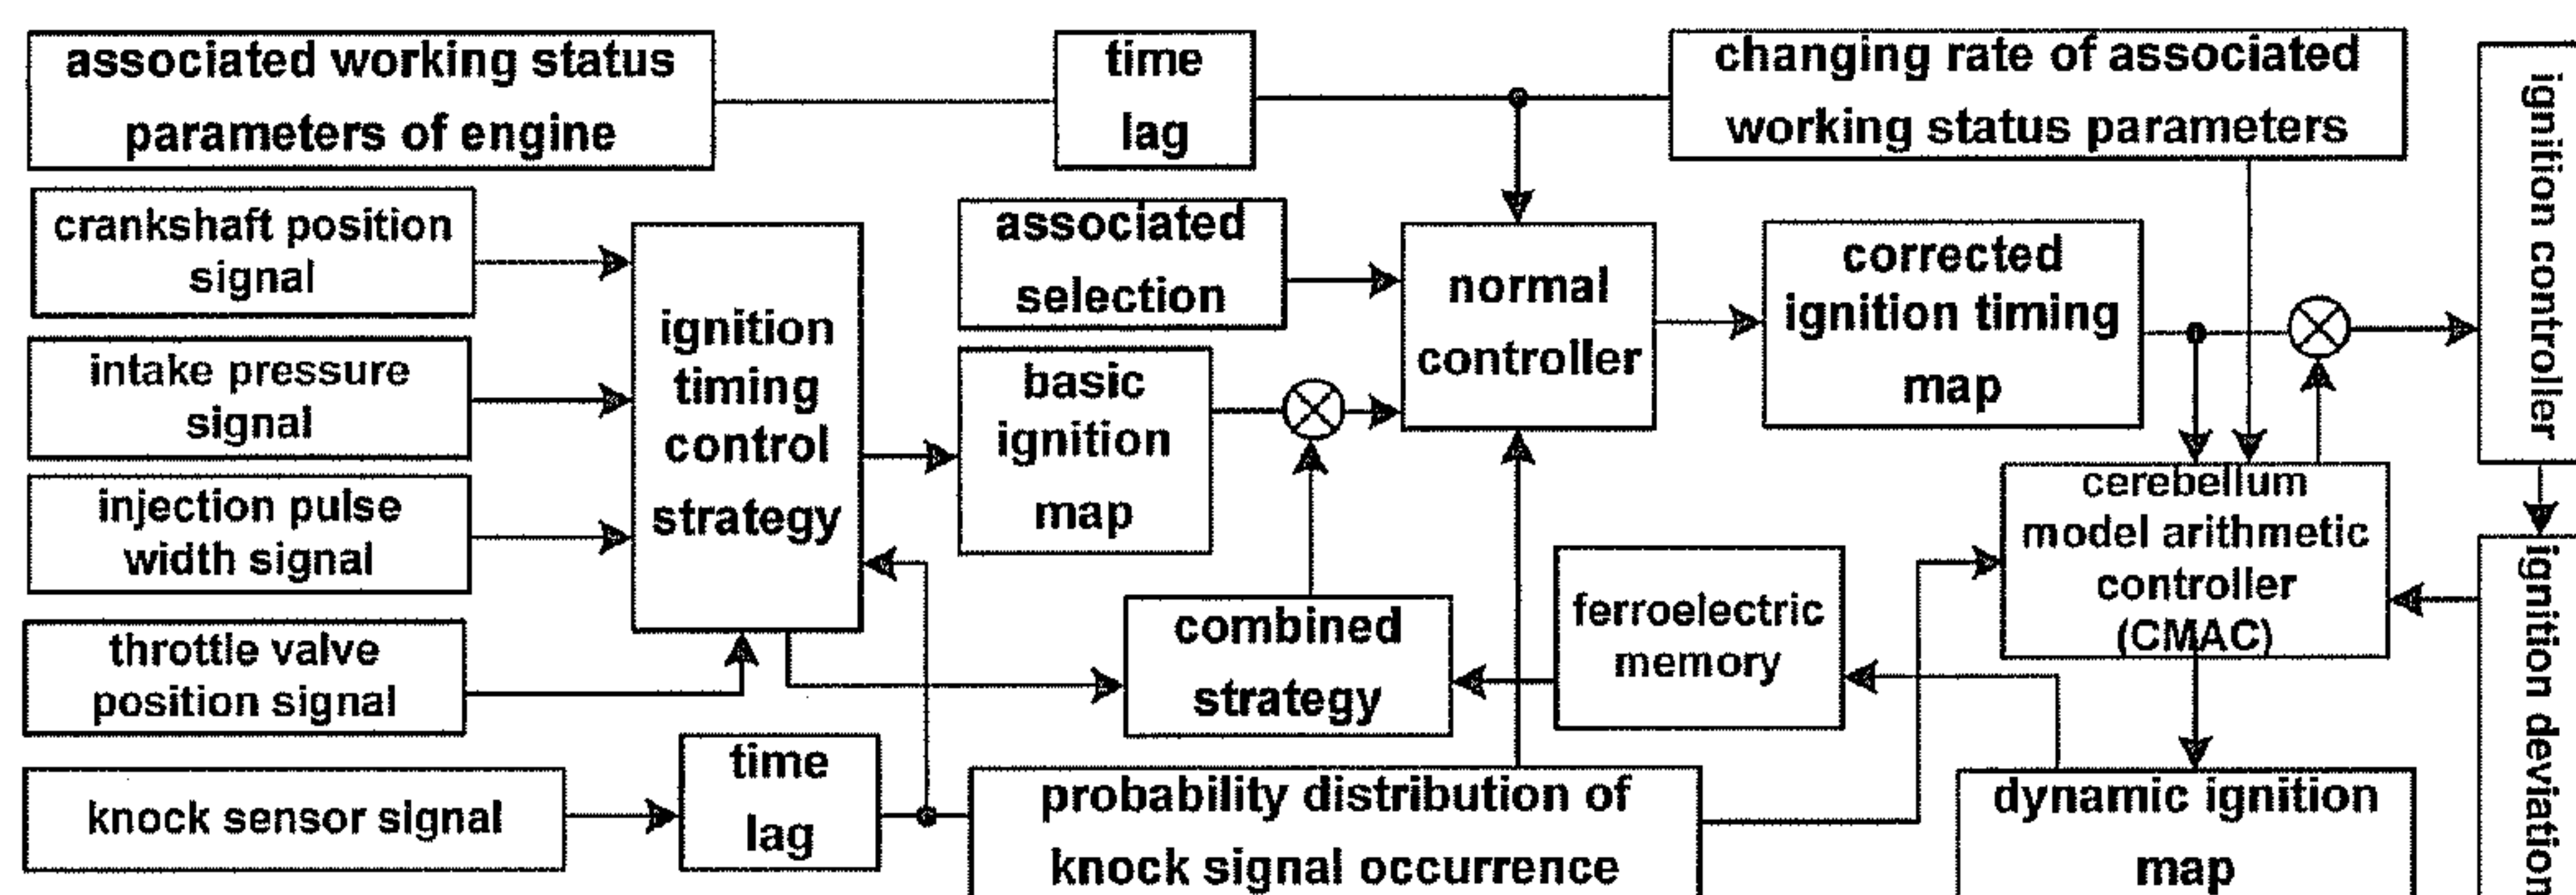 associated working status
parameters of engine
time
lag
changing rate of associated
working status parameters
ignition controller
crankshaft position
signal
intake pressure
signal
injection pulse
width signal
throttle valve
position signal
knock sensor signal
ignition
timing
control
strategy
associated
selection
basic
ignition
map
normal
controller
corrected
ignition timing
map
cerebellum
model arithmetic
controller
(CMAC)
combined
strategy
ferroelectric
memory
time
lag
probability distribution of
knock signal occurrence
dynamic ignition
map
ignition deviation